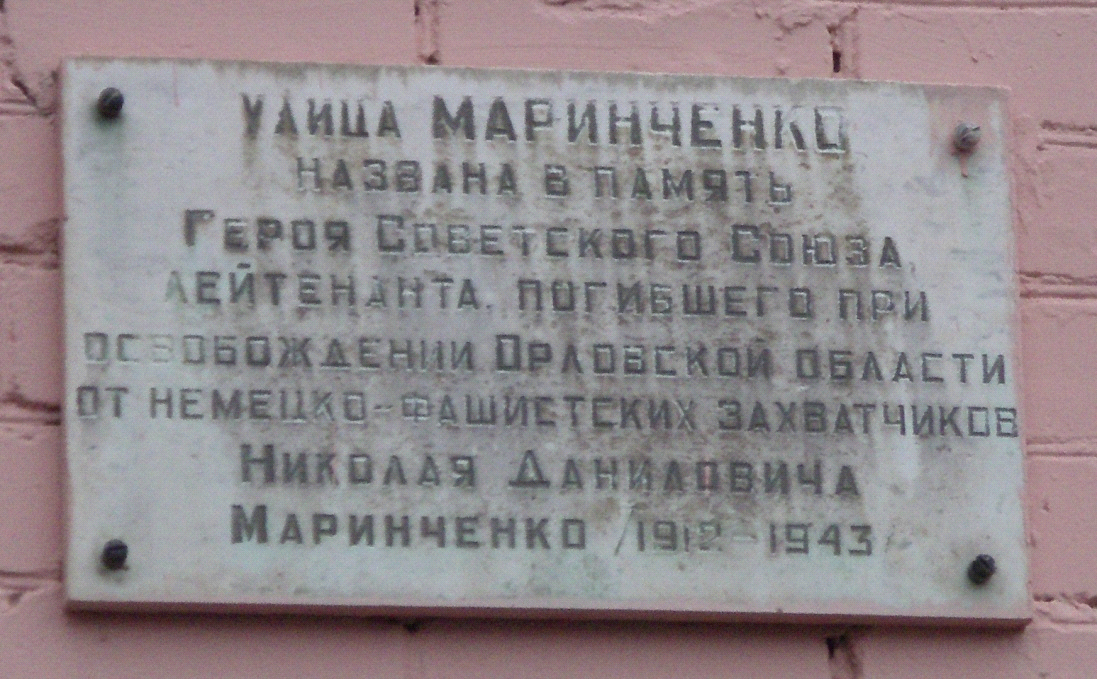 улица Маринченко
названа в память
Героя Советского Союза,
лейтенанта, погибшего при
освобождении Орловской области
от немецко-фашистских захватчиков
Николая Даниловича
Маринченко /1912-1943/